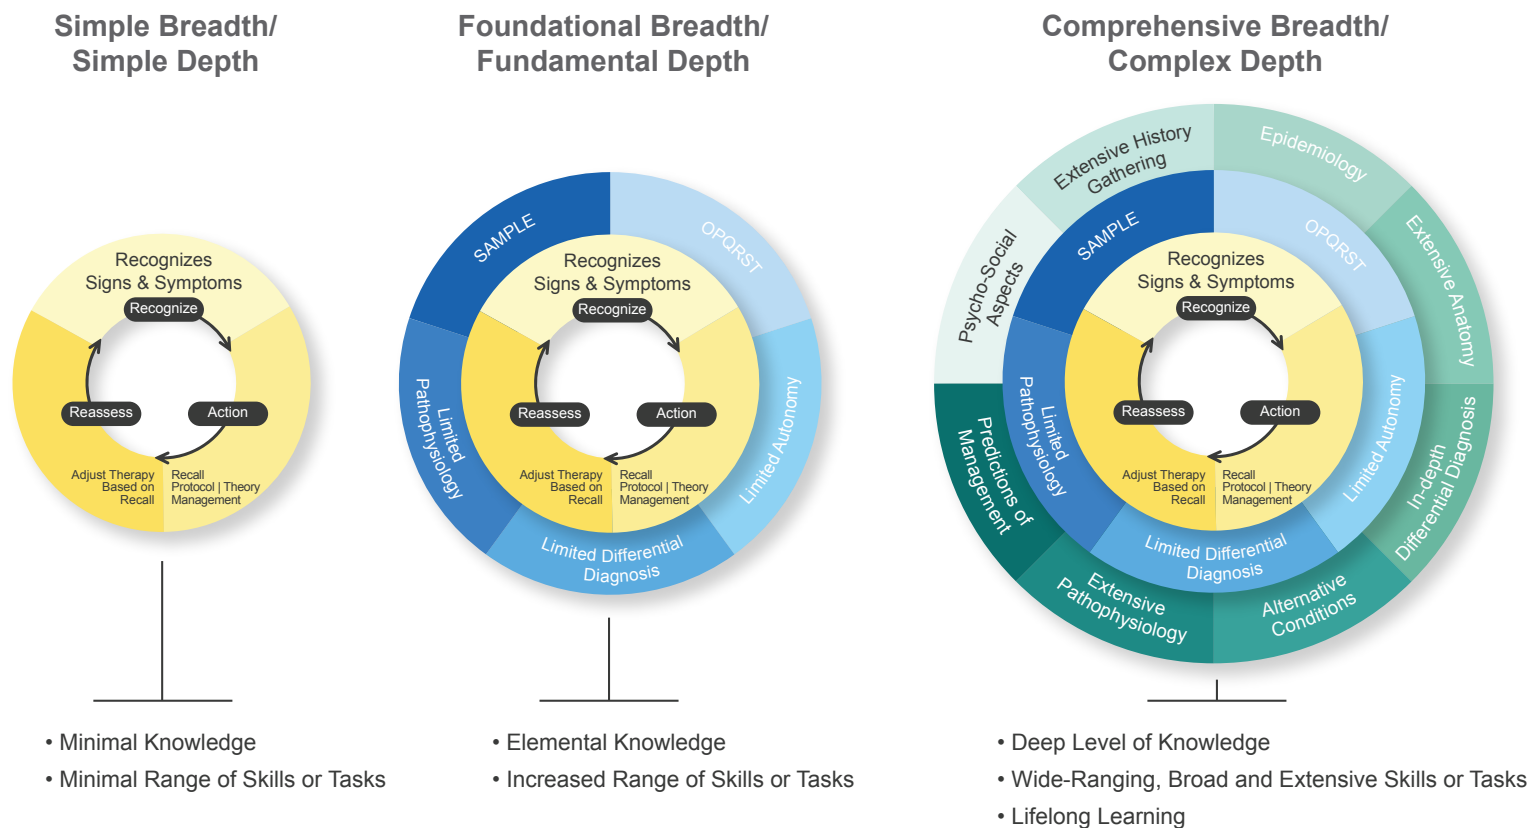 Simple Breadth/
Simple Depth
Recognizes
Signs & Symptoms
Recognize
Reassess
Action
Adjust Therapy
Based on
Recall
Recall
Protocol | Theory
Management
• Minimal Knowledge
• Minimal Range of Skills or Tasks
Foundational Breadth/
Fundamental Depth
SAMPLE
OPQRST
Recognizes
Signs & Symptoms
Recognize
Reassess
Action
Adjust Therapy
Based on
Recall
Recall
Protocol | Theory
Management
Limited
Pathophysiology
Limited Autonomy
Limited Differential
Diagnosis
• Elemental Knowledge
• Increased Range of Skills or Tasks
Comprehensive Breadth/
Complex Depth
Extensive History
Gathering
Epidemiology
Psycho-Social
Aspects
Extensive Anatomy
SAMPLE
OPQRST
Recognizes
Signs & Symptoms
Recognize
Reassess
Action
Adjust Therapy
Based on
Recall
Recall
Protocol | Theory
Management
Limited
Pathophysiology
Limited Autonomy
Limited Differential
Diagnosis
Predictions of
Management
In-depth
Differential Diagnosis
Extensive
Pathophysiology
Alternative
Conditions
• Deep Level of Knowledge
• Wide-Ranging, Broad and Extensive Skills or Tasks
• Lifelong Learning